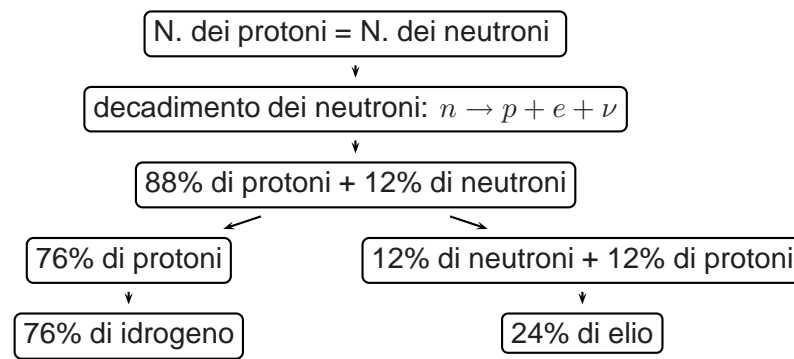 N. dei protoni = N. dei neutroni
decadimento dei neutroni: n → p + e + ν
88% di protoni + 12% di neutroni
76% di protoni
12% di neutroni + 12% di protoni
76% di idrogeno
24% di elio